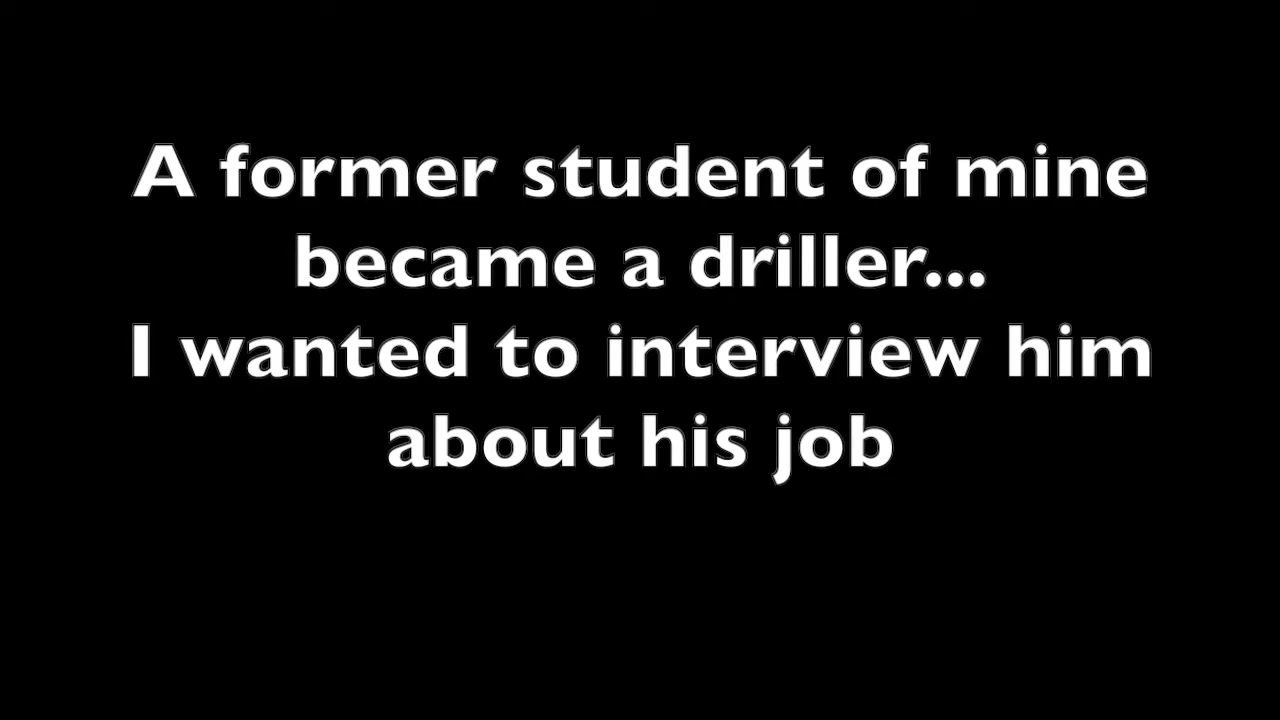 A former student of mine
became a driller...
I wanted to interview him
about his job